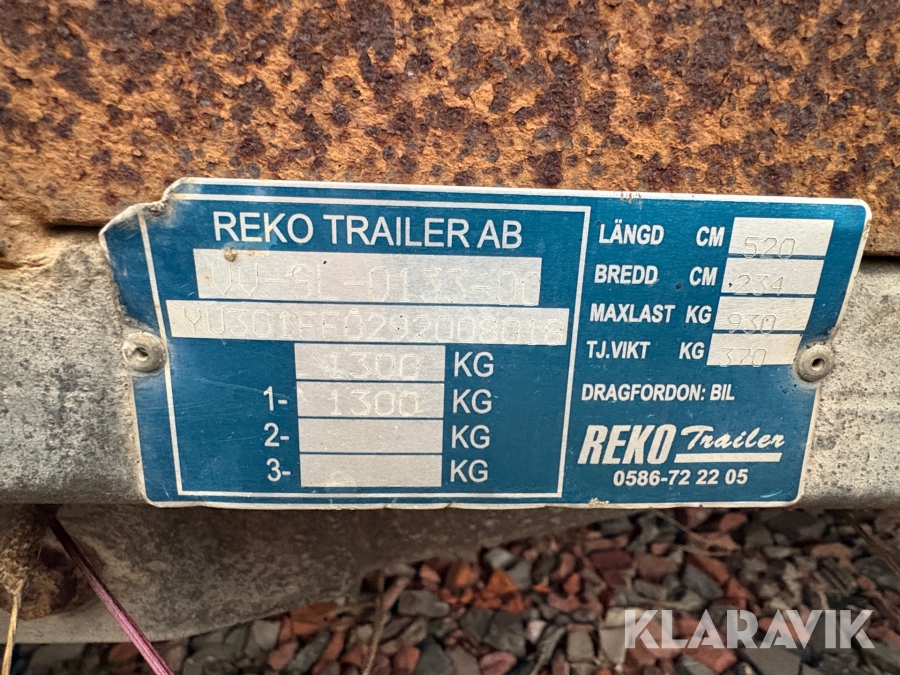 REKO TRAILER AB
VV-SL 0133-00
1300 KG
1- 1300 KG
2- KG
3- KG
LÄNGD CM 520
BREDD CM 234
MAXLAST KG 930
TJ.VIKT KG 370
DRAGFORDON: BIL
REKO Trailer
0586-72 22 05
KLARAVIK